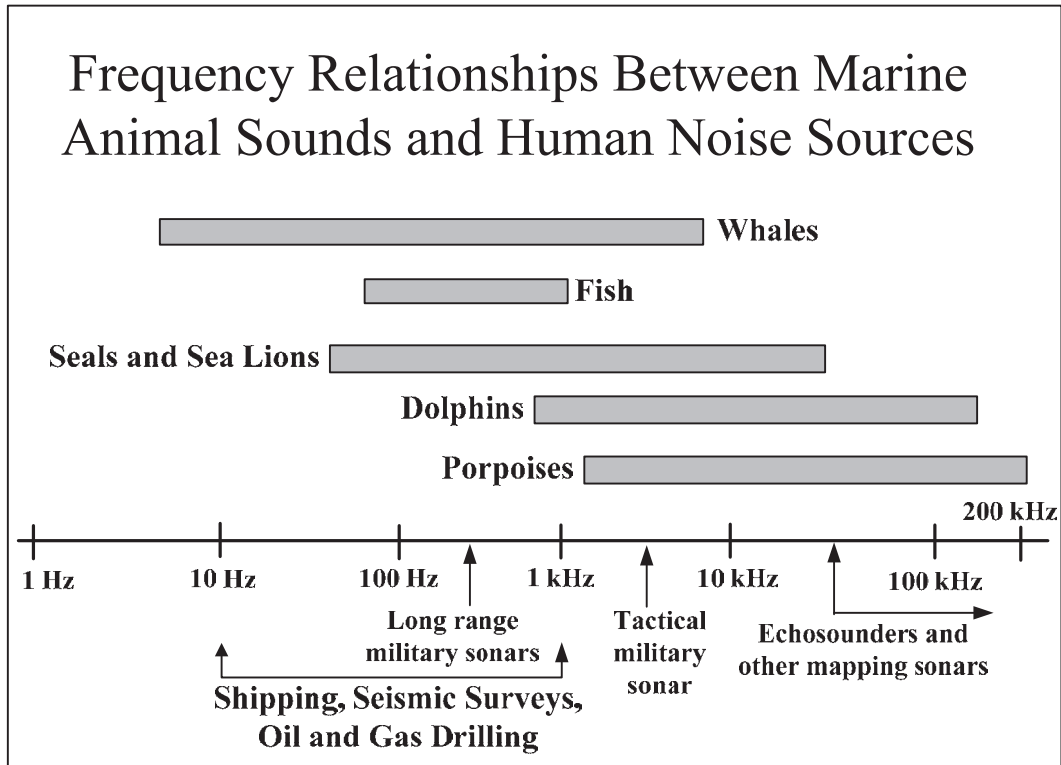 Frequency Relationships Between Marine
Animal Sounds and Human Noise Sources
Whales
Fish
Seals and Sea Lions
Dolphins
Porpoises
200 kHz
1 Hz
10 Hz
100 Hz
1 kHz
10 kHz
100 kHz
Long range
military sonars
Tactical
military
sonar
Echosounders and
other mapping sonars
Shipping, Seismic Surveys,
Oil and Gas Drilling